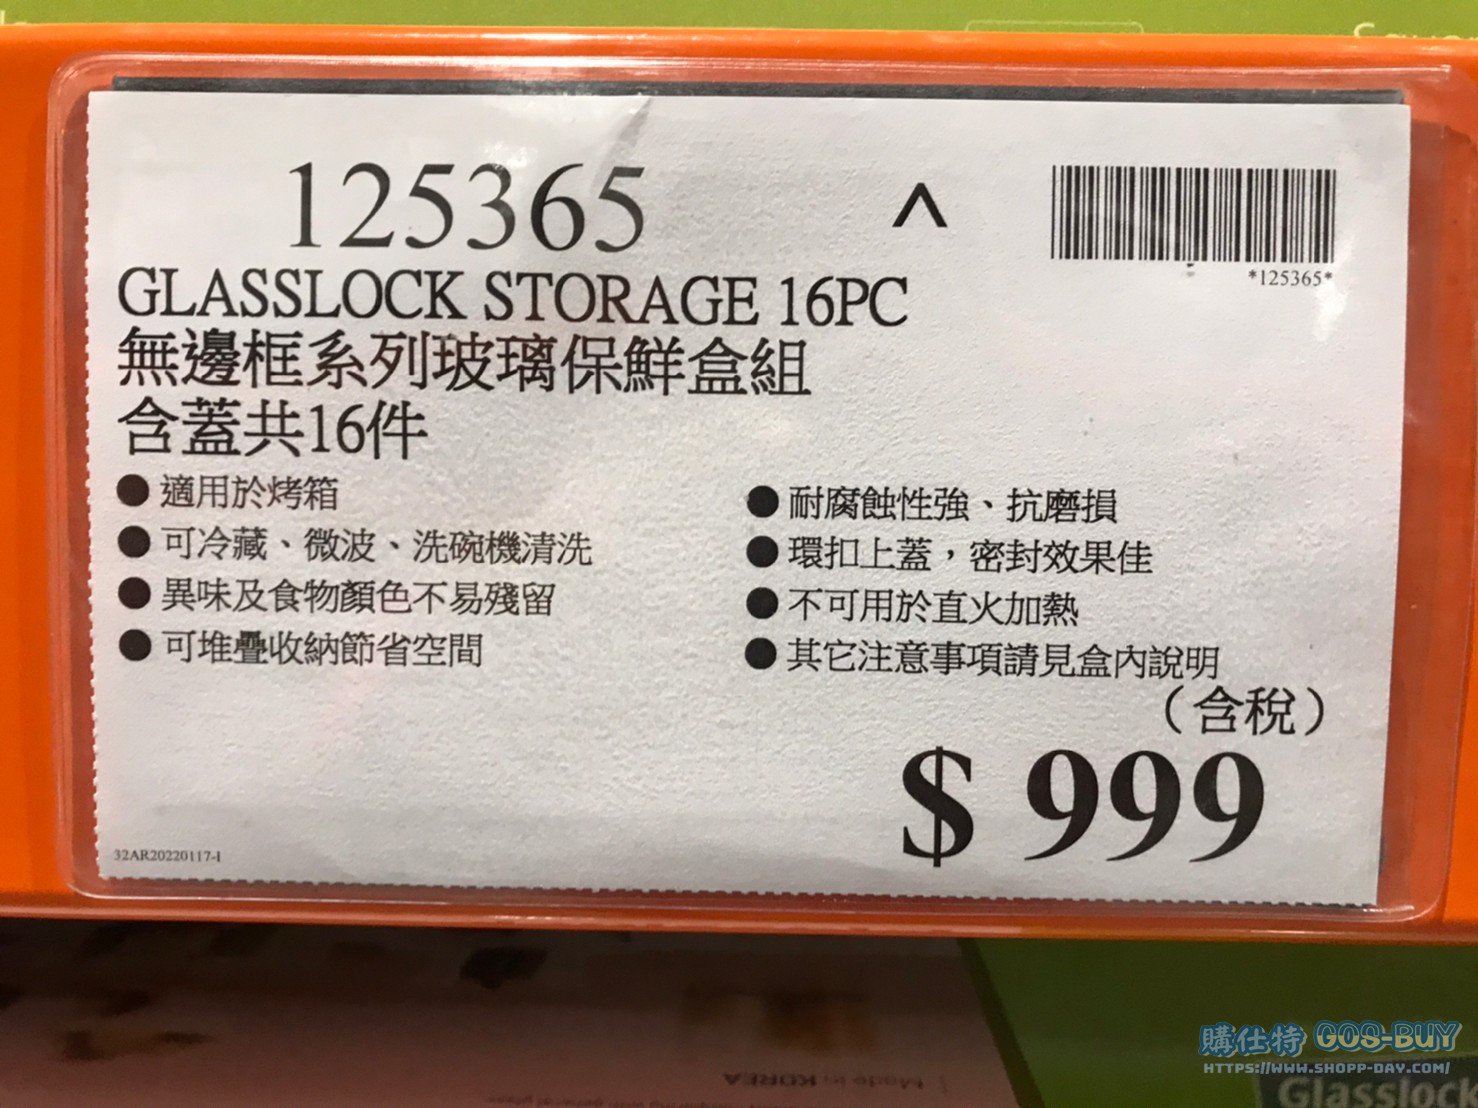 125365
^
*125365*
GLASSLOCK STORAGE 16PC
無邊框系列玻璃保鮮盒組
含蓋共16件
● 適用於烤箱
● 可冷藏、微波、洗碗機清洗
● 異味及食物顏色不易殘留
● 可堆疊收納節省空間
● 耐腐蝕性強、抗磨損
● 環扣上蓋，密封效果佳
● 不可用於直火加熱
● 其它注意事項請見盒內說明
（含稅）
$ 999
32AR20220117-I
Made in KOREA
購仕特 GOS-BUY
HTTPS://WWW.SHOPP-DAY.COM/
Glasslock